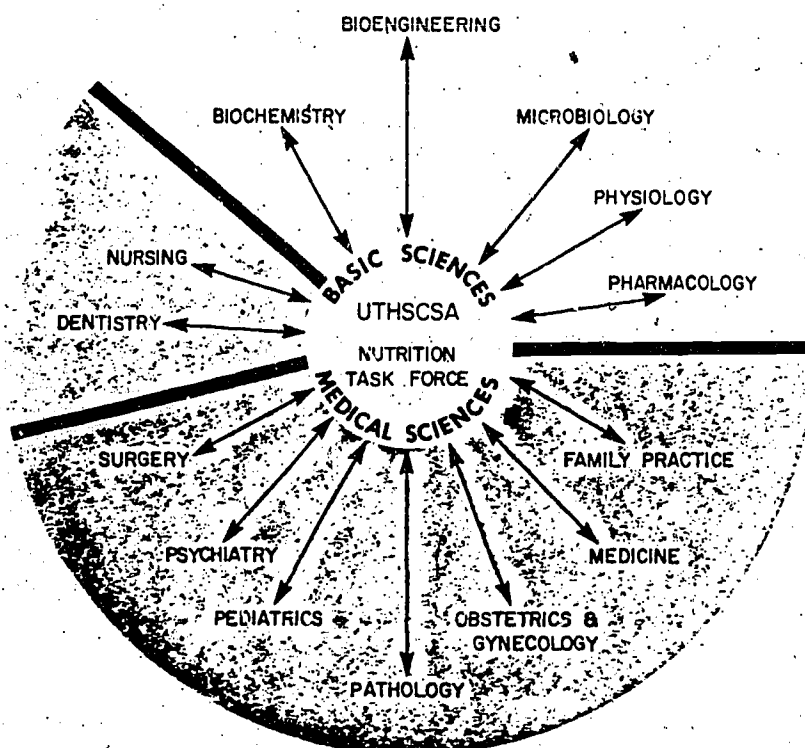 BIOENGINEERING
BIOCHEMISTRY
MICROBIOLOGY
PHYSIOLOGY
NURSING
PHARMACOLOGY
DENTISTRY
BASIC SCIENCES
UTHSCSA
NUTRITION
TASK FORCE
MEDICAL SCIENCES
SURGERY
FAMILY PRACTICE
PSYCHIATRY
MEDICINE
PEDIATRICS
OBSTETRICS &
GYNECOLOGY
PATHOLOGY